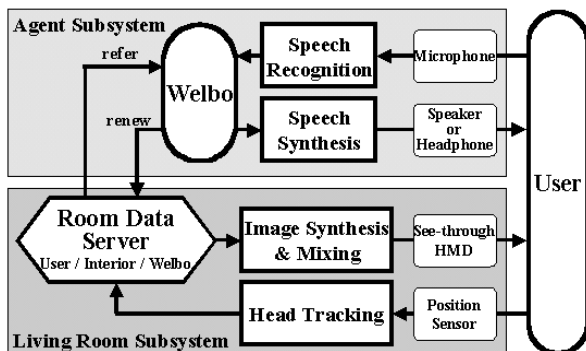 Agent Subsystem
refer
Welbo
renew
Speech
Recognition
Microphone
Speech
Synthesis
Speaker
or
Headphone
User
Room Data
Server
User / Interior / Welbo
Image Synthesis
& Mixing
See-through
HMD
Head Tracking
Position
Sensor
Living Room Subsystem